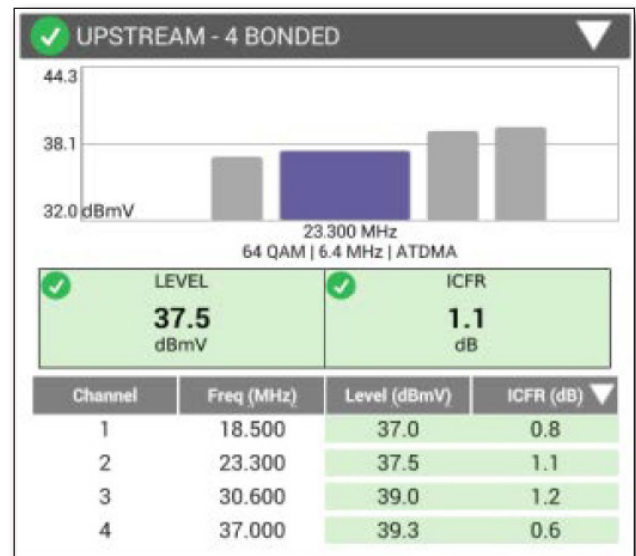 UPSTREAM - 4 BONDED
44.3
38.1
32.0 dBmV
23.300 MHz
64 QAM | 6.4 MHz | ATDMA
LEVEL ICFR
37.5 1.1
dBmV dB
Channel Freq (MHz) Level (dBmV) ICFR (dB)
1 18.500 37.0 0.8
2 23.300 37.5 1.1
3 30.600 39.0 1.2
4 37.000 39.3 0.6